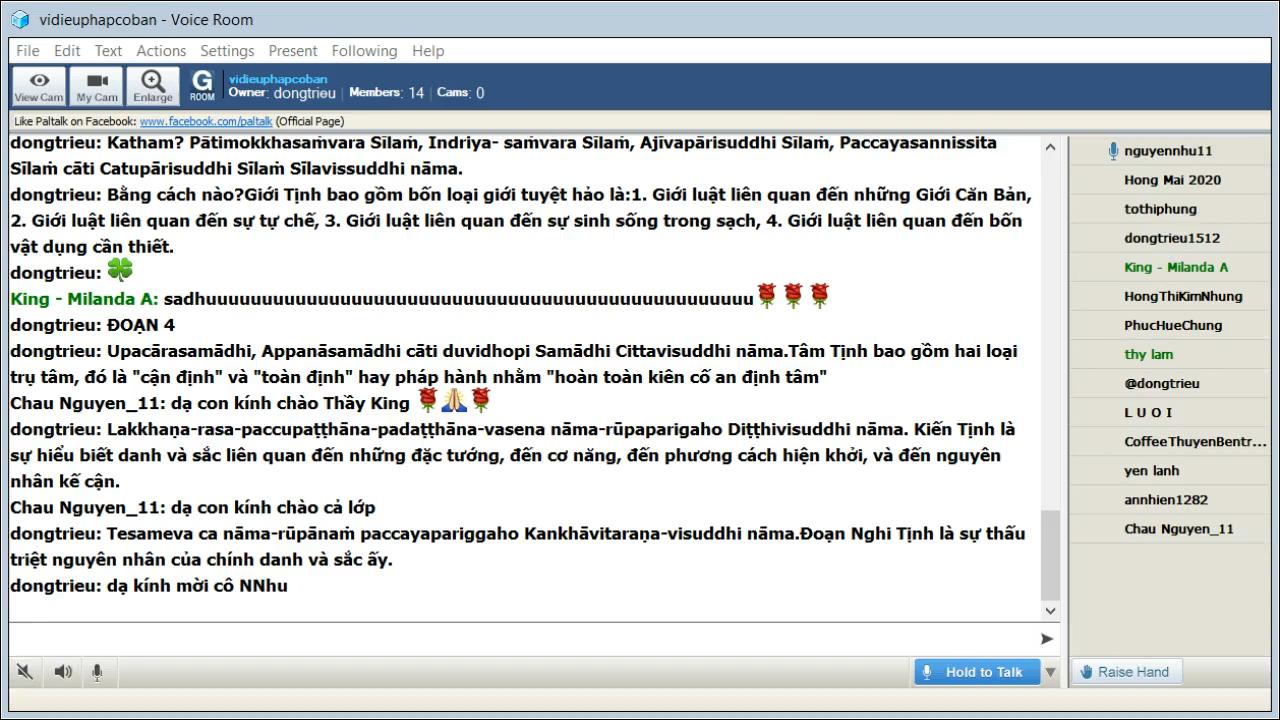 vidieuphapcoban - Voice Room
File Edit Text Actions Settings Present Following Help
View Cam My Cam Enlarge G ROOM
vidieuphapcoban
Owner: dongtrieu | Members: 14 | Cams: 0
Like Paltalk on Facebook: www.facebook.com/paltalk (Official Page)
dongtrieu: Katham? Pātimokkhasaṁvara Sīlaṁ, Indriya- saṁvara Sīlaṁ, Ajīvapārisuddhi Sīlaṁ, Paccayasannissita
Sīlaṁ cāti Catupārisuddhi Sīlaṁ Sīlavissuddhi nāma.
dongtrieu: Bằng cách nào?Giới Tịnh bao gồm bốn loại giới tuyệt hảo là:1. Giới luật liên quan đến những Giới Căn Bản,
2. Giới luật liên quan đến sự tự chế, 3. Giới luật liên quan đến sự sinh sống trong sạch, 4. Giới luật liên quan đến bốn
vật dụng cần thiết.
dongtrieu: 🍀
King - Milanda A: sadhuuuuuuuuuuuuuuuuuuuuuuuuuuuuuuuuuuuuuuuuuuuuuuuuu🌹🌹🌹
dongtrieu: ĐOẠN 4
dongtrieu: Upacārasamādhi, Appanāsamādhi cāti duvidhopi Samādhi Cittavisuddhi nāma.Tâm Tịnh bao gồm hai loại
trụ tâm, đó là "cận định" và "toàn định" hay pháp hành nhằm "hoàn toàn kiên cố an định tâm"
Chau Nguyen_11: dạ con kính chào Thầy King 🌹🙏🌹
dongtrieu: Lakkhaṇa-rasa-paccupaṭṭhāna-padaṭṭhāna-vasena nāma-rūpaparigaho Diṭṭhivisuddhi nāma. Kiến Tịnh là
sự hiểu biết danh và sắc liên quan đến những đặc tướng, đến cơ năng, đến phương cách hiện khởi, và đến nguyên
nhân kế cận.
Chau Nguyen_11: dạ con kính chào cả lớp
dongtrieu: Tesameva ca nāma-rūpānaṁ paccayapariggaho Kankhāvitaraṇa-visuddhi nāma.Đoạn Nghi Tịnh là sự thấu
triệt nguyên nhân của chính danh và sắc ấy.
dongtrieu: dạ kính mời cô NNhu
Hold to Talk
nguyennhu11
Hong Mai 2020
tothiphung
dongtrieu1512
King - Milanda A
HongThiKimNhung
PhucHueChung
thy lam
@dongtrieu
L U O I
CoffeeThuyenBentr...
yen lanh
annhien1282
Chau Nguyen_11
Raise Hand